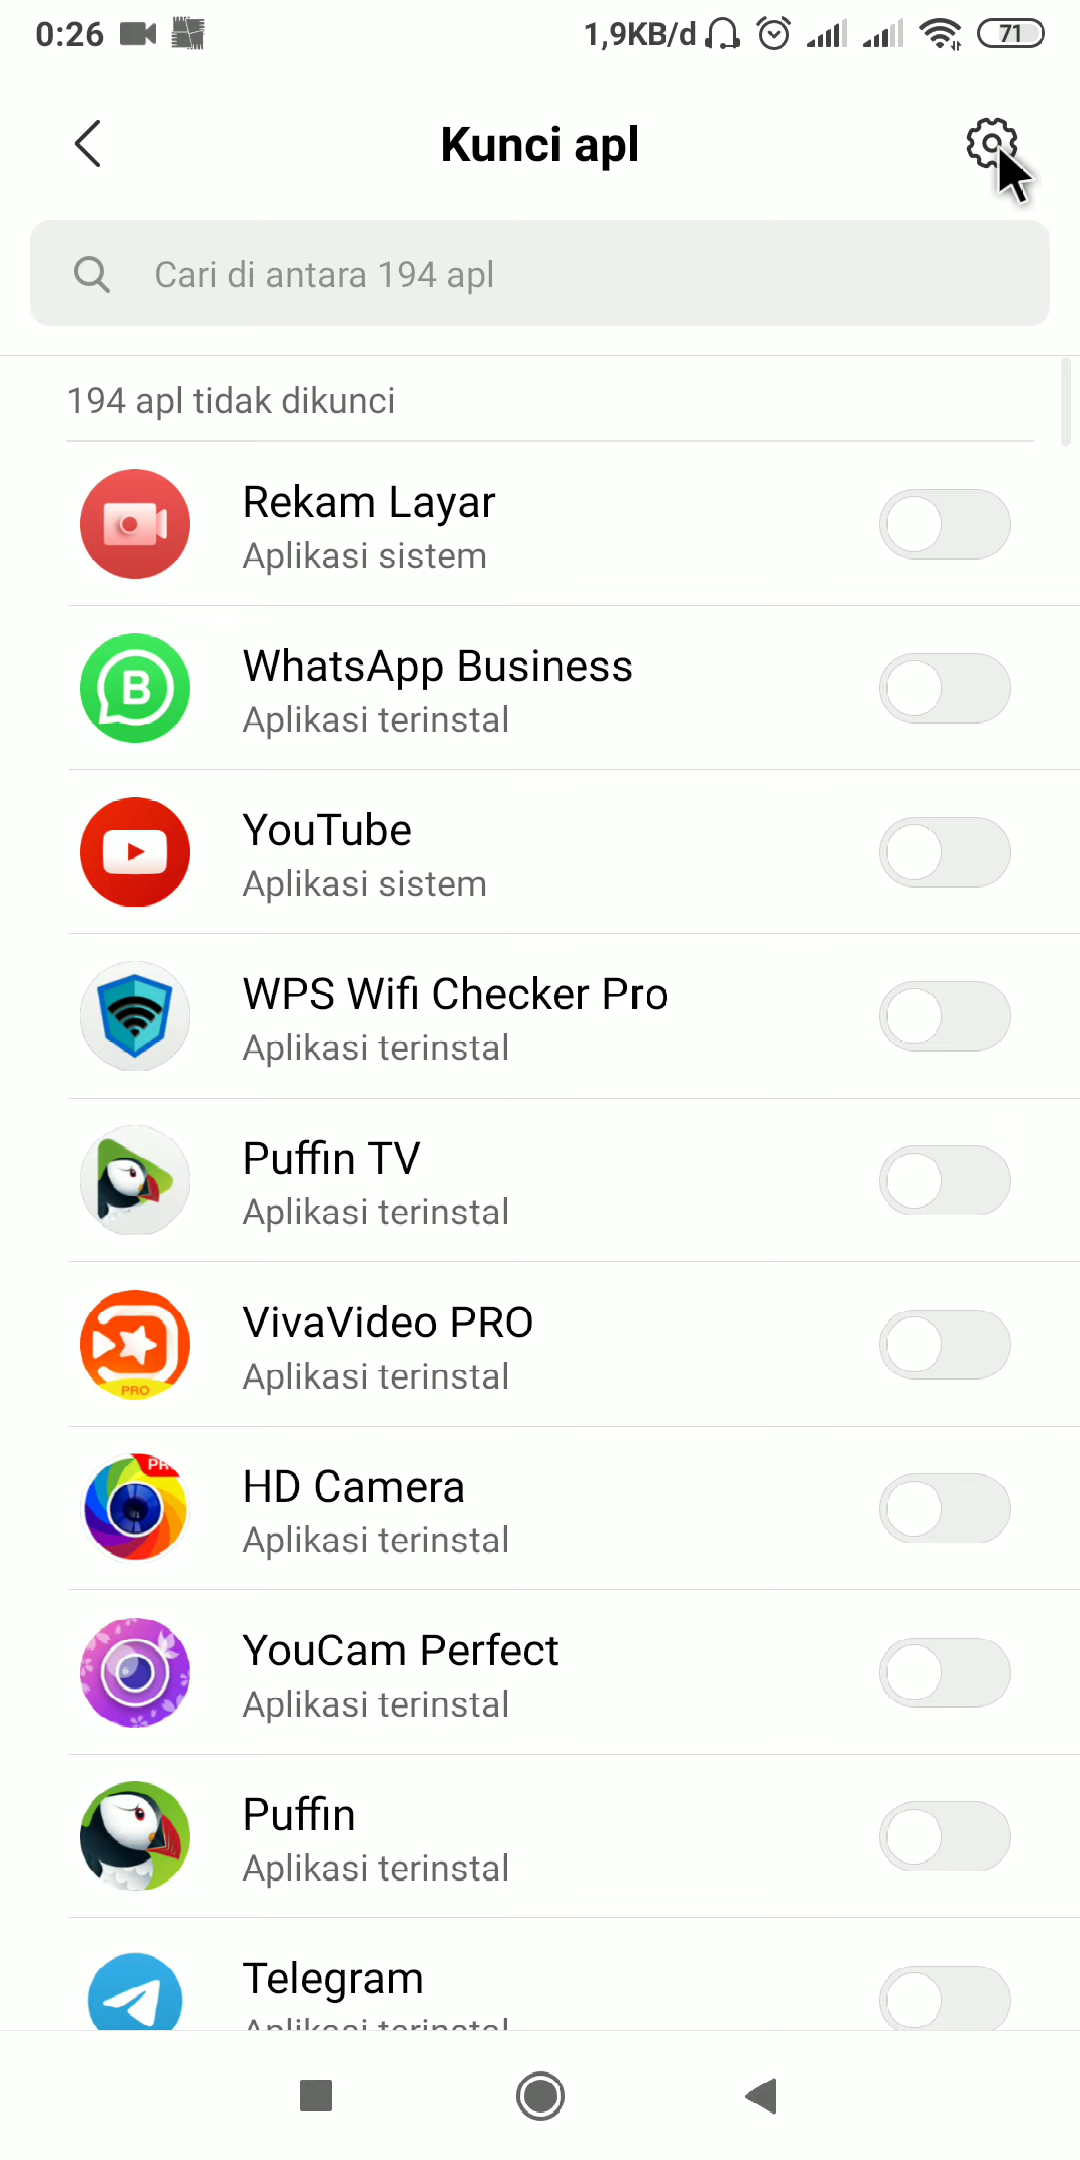 0:26 1,9KB/d 71
Kunci apl
Cari di antara 194 apl
194 apl tidak dikunci
Rekam Layar
Aplikasi sistem
WhatsApp Business
Aplikasi terinstal
YouTube
Aplikasi sistem
WPS Wifi Checker Pro
Aplikasi terinstal
Puffin TV
Aplikasi terinstal
VivaVideo PRO
Aplikasi terinstal
PRO
HD Camera
Aplikasi terinstal
YouCam Perfect
Aplikasi terinstal
Puffin
Aplikasi terinstal
Telegram
Aplikasi terinstal